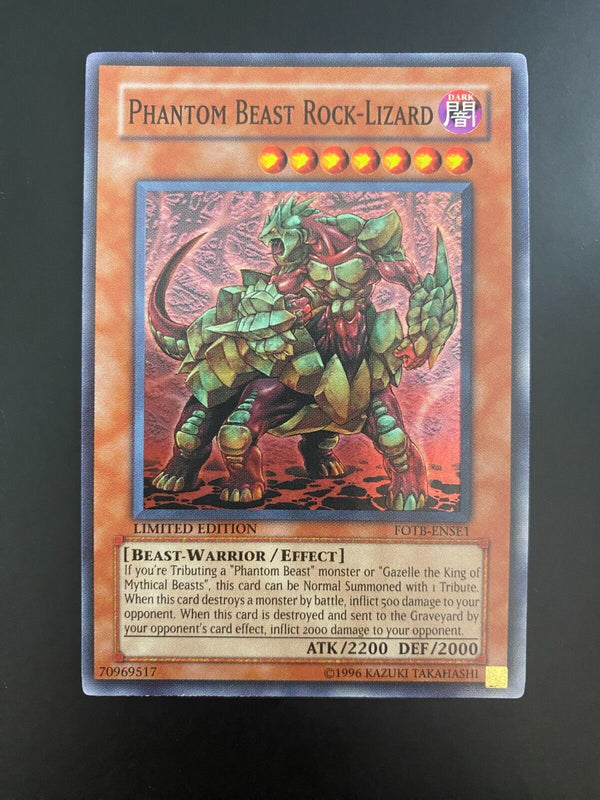 PHANTOM BEAST ROCK-LIZARD
DARK
闇
LIMITED EDITION
FOTB-ENSE1
[BEAST-WARRIOR / EFFECT]
If you're Tributing a "Phantom Beast" monster or "Gazelle the King of
Mythical Beasts", this card can be Normal Summoned with 1 Tribute.
When this card destroys a monster by battle, inflict 500 damage to your
opponent. When this card is destroyed and sent to the Graveyard by
your opponent's card effect, inflict 2000 damage to your opponent.
ATK/2200 DEF/2000
70969517
©1996 KAZUKI TAKAHASHI